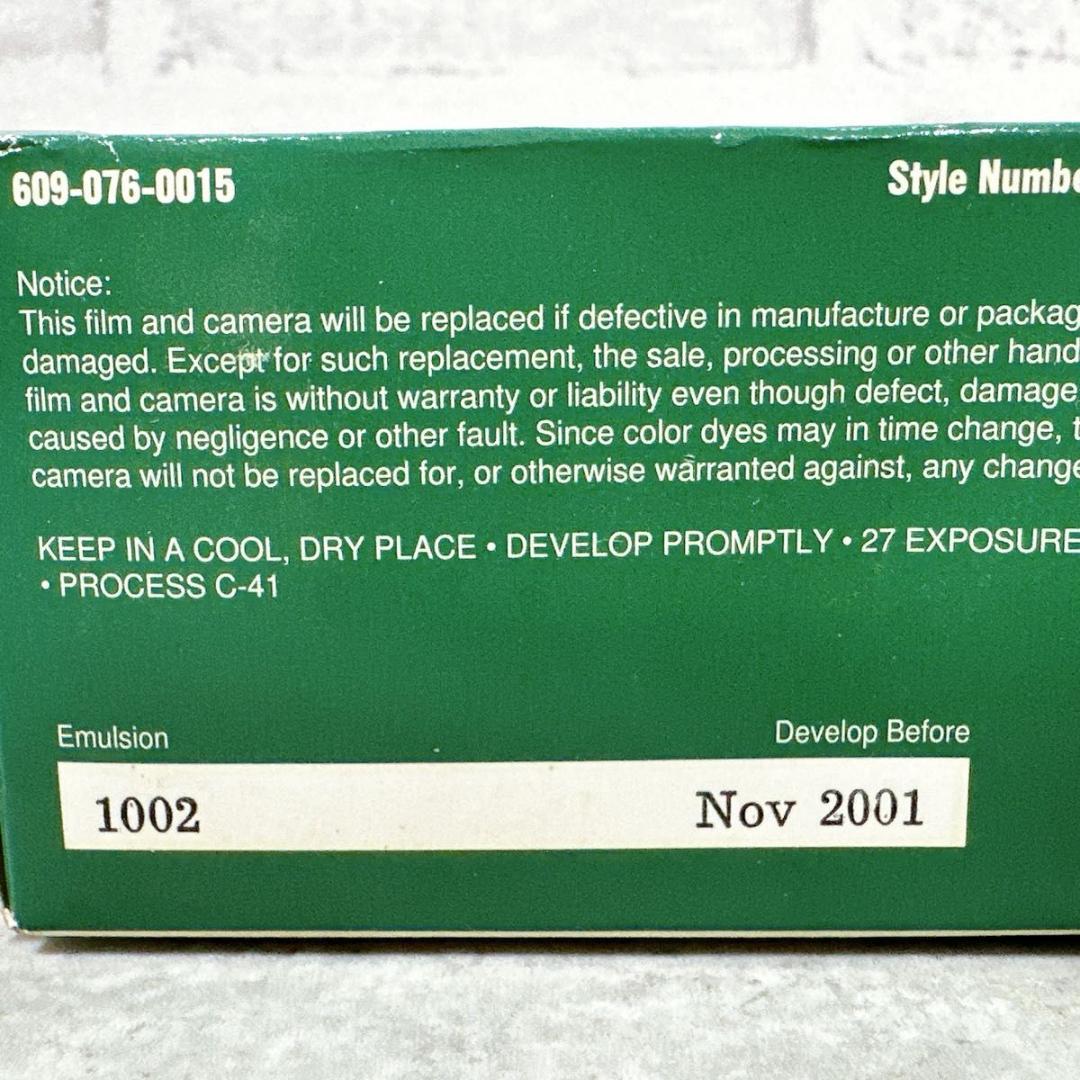 609-076-0015 Style Numbe
Notice:
This film and camera will be replaced if defective in manufacture or packag
damaged. Except for such replacement, the sale, processing or other hand
film and camera is without warranty or liability even though defect, damage
caused by negligence or other fault. Since color dyes may in time change, t
camera will not be replaced for, or otherwise warranted against, any change
KEEP IN A COOL, DRY PLACE • DEVELOP PROMPTLY • 27 EXPOSURE
• PROCESS C-41
Emulsion Develop Before
1002 Nov 2001